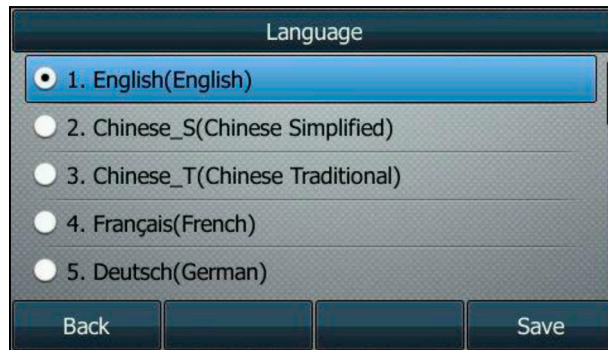 Language
1. English(English)
2. Chinese_S(Chinese Simplified)
3. Chinese_T(Chinese Traditional)
4. Français(French)
5. Deutsch(German)
Back
Save